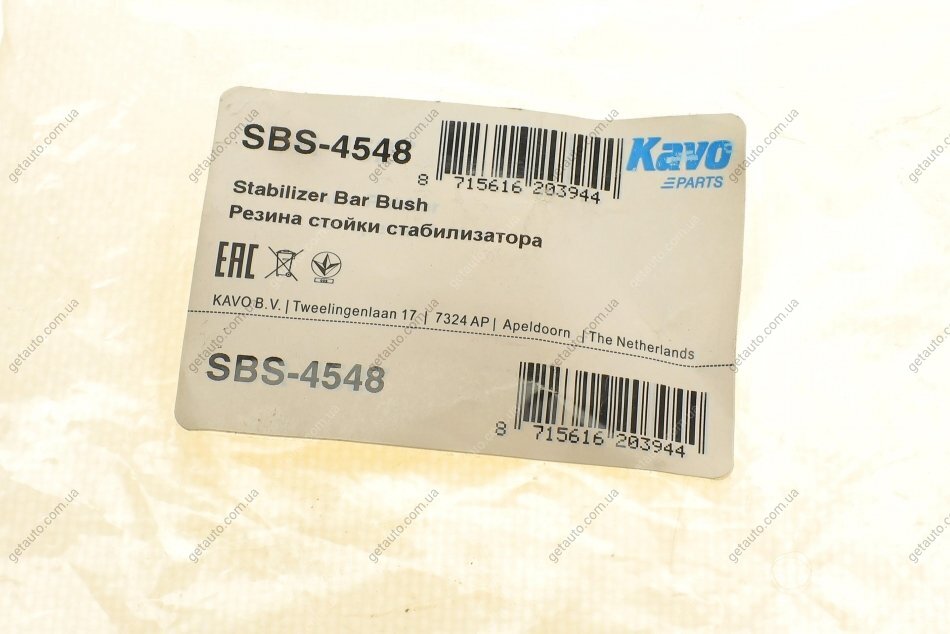 SBS-4548
8 715616 203944
Kavo
PARTS
Stabilizer Bar Bush
Резина стойки стабилизатора
EAC
KAVO B.V. | Tweelingenlaan 17 | 7324 AP | Apeldoorn | The Netherlands
SBS-4548
8 715616 203944
getauto.com.ua